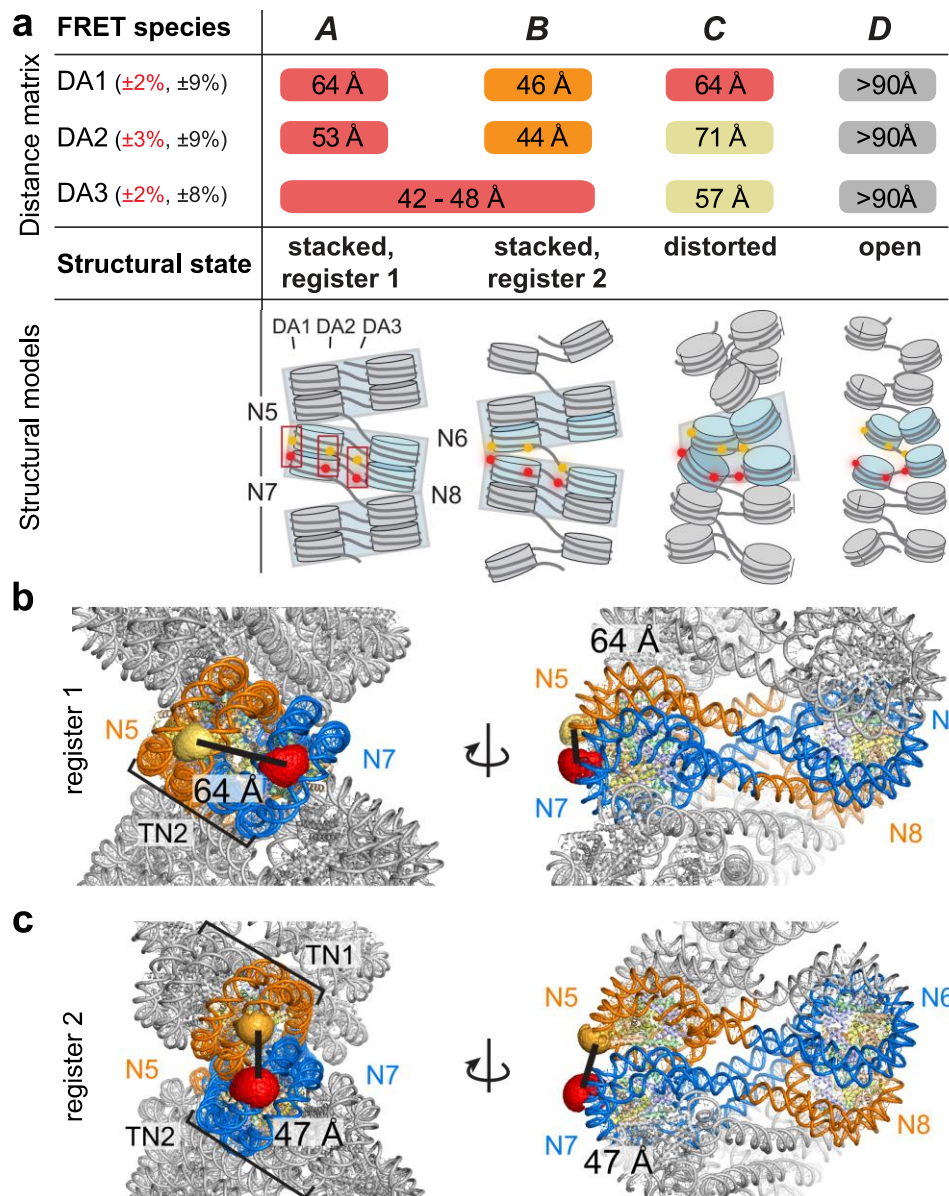 a
FRET species A B C D
Distance matrix
DA1 (±2%, ±9%) 64 Å 46 Å 64 Å >90Å
DA2 (±3%, ±9%) 53 Å 44 Å 71 Å >90Å
DA3 (±2%, ±8%) 42 - 48 Å 57 Å >90Å
Structural state
stacked, register 1
stacked, register 2
distorted
open
Structural models
DA1 DA2 DA3
N5
N7
N6
N8
b
register 1
N5
N7
64 Å
TN2
64 Å
N5
N
N7
N8
c
register 2
TN1
N5
N7
TN2
47 Å
N5
N6
N7
N8
47 Å